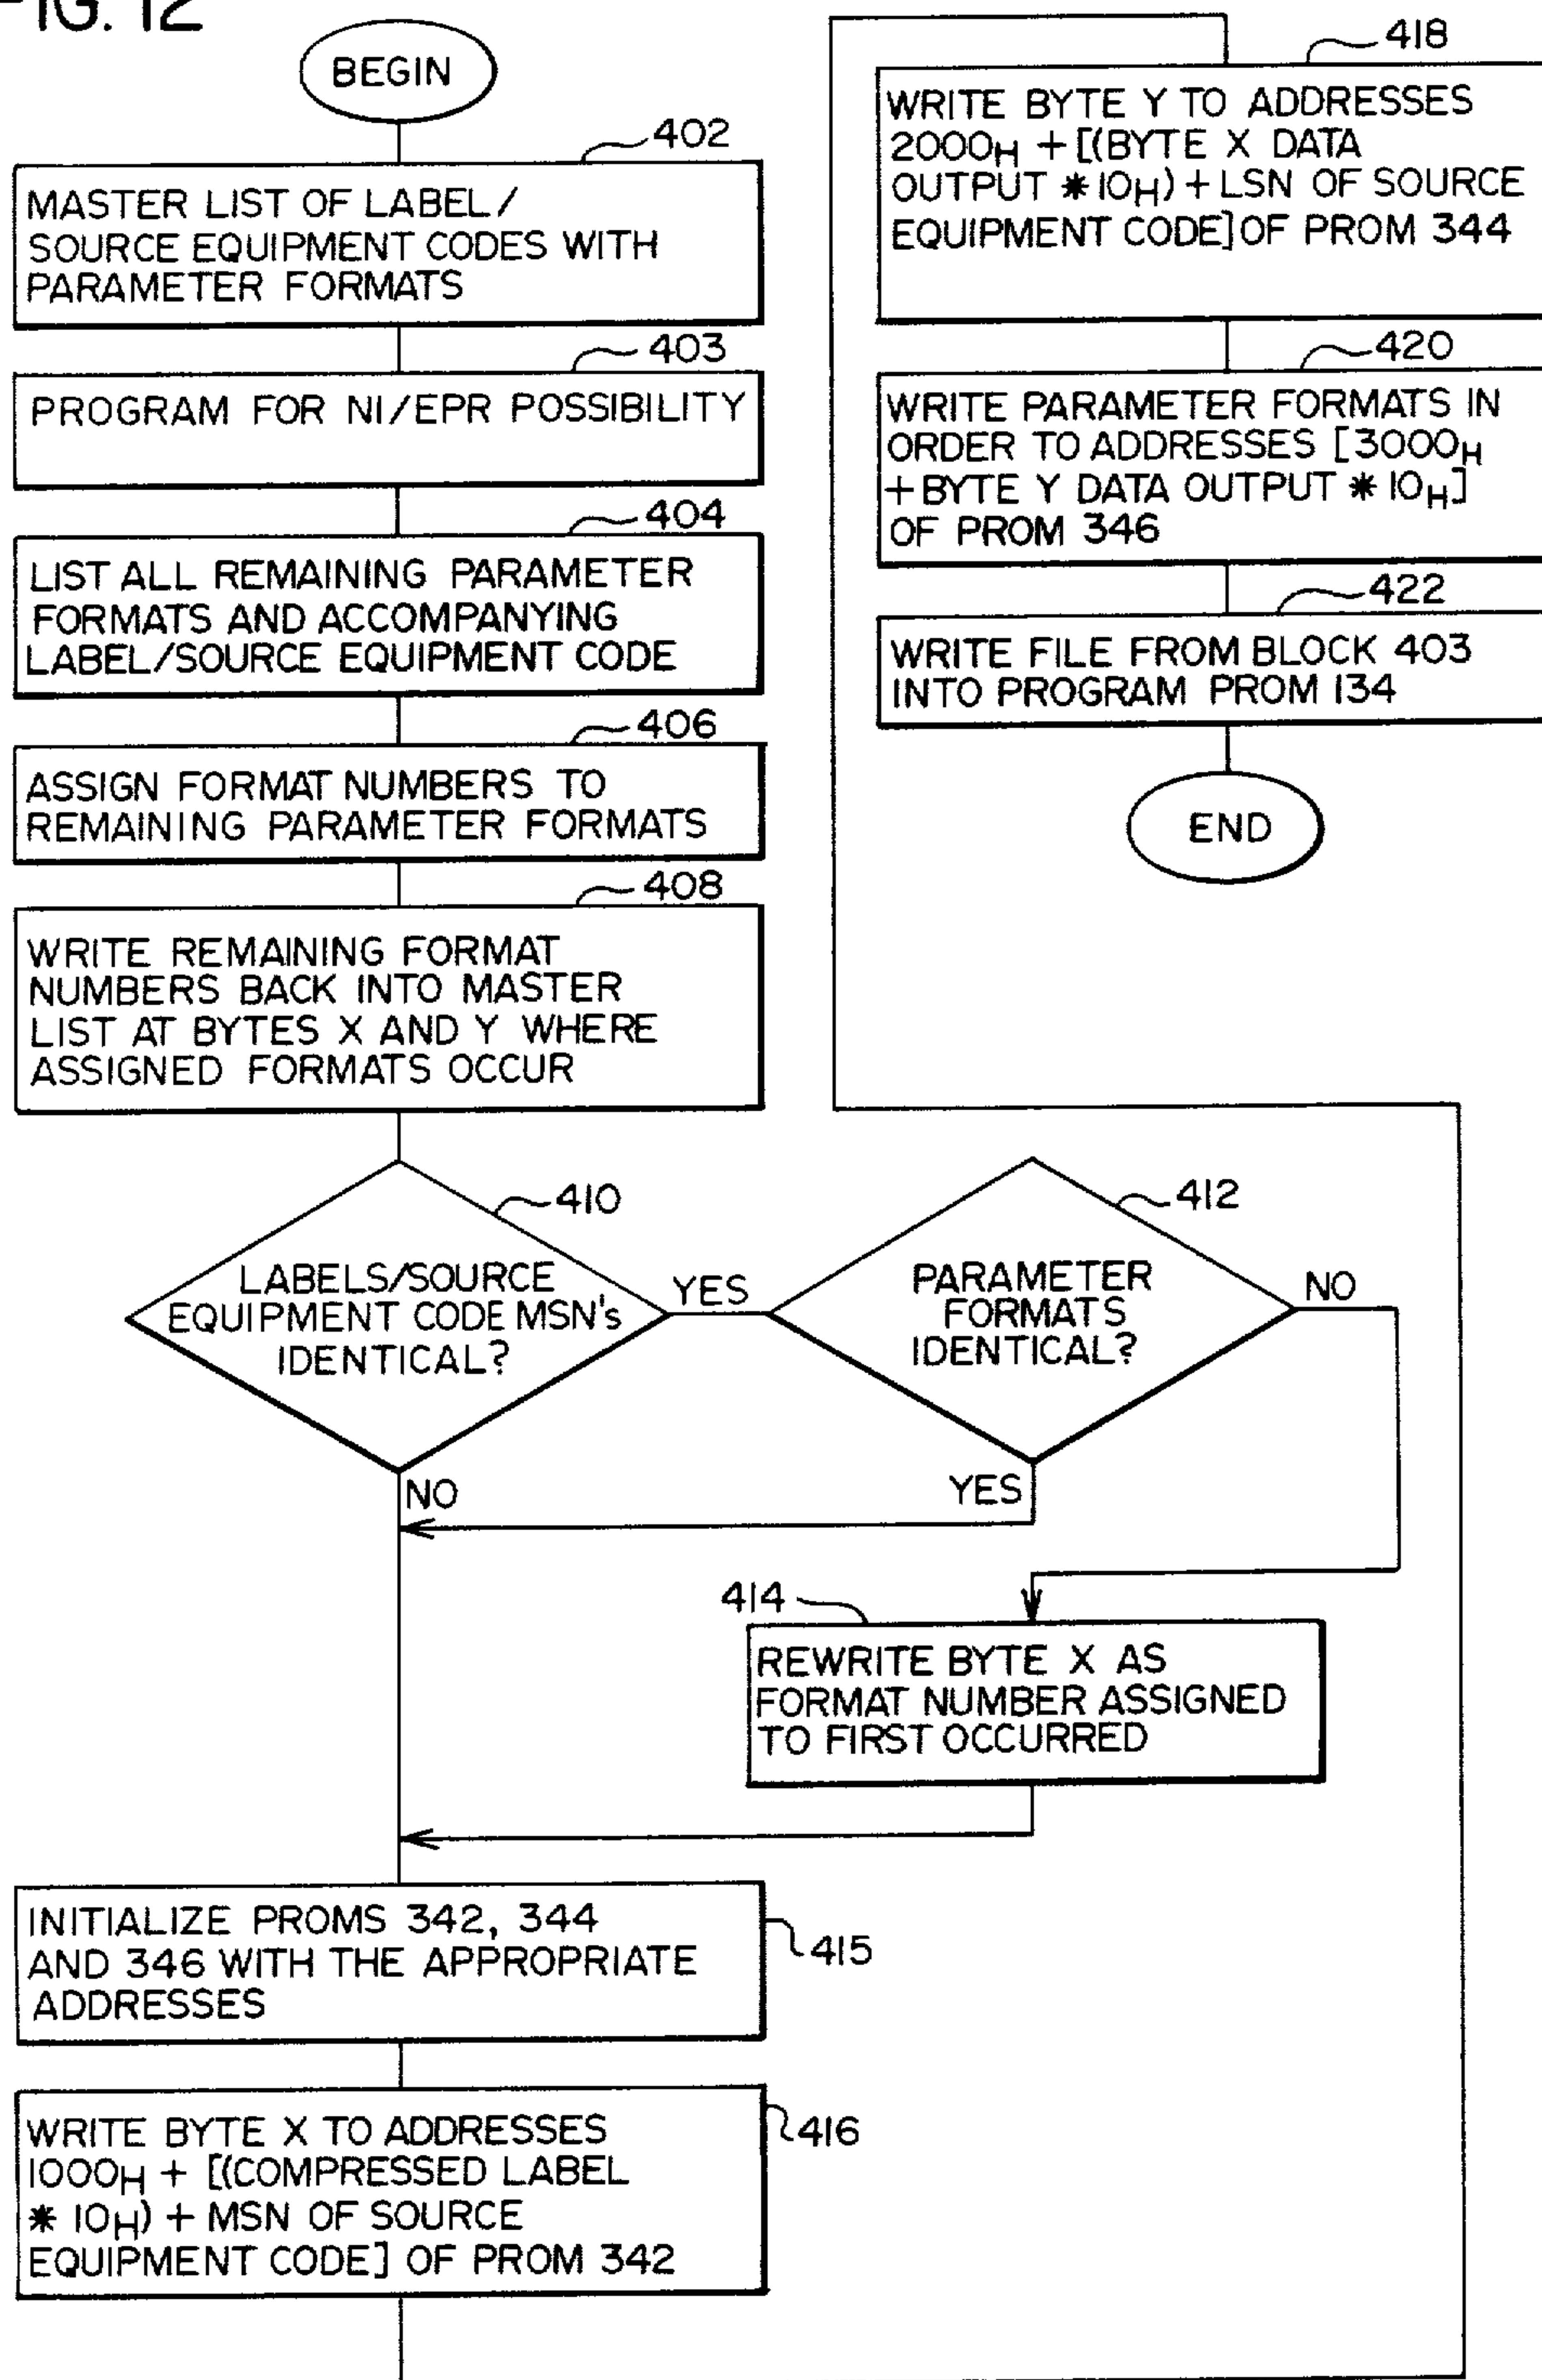 FIG. 12
BEGIN
402
MASTER LIST OF LABEL/
SOURCE EQUIPMENT CODES WITH
PARAMETER FORMATS
403
PROGRAM FOR NI/EPR POSSIBILITY
404
LIST ALL REMAINING PARAMETER
FORMATS AND ACCOMPANYING
LABEL/SOURCE EQUIPMENT CODE
406
ASSIGN FORMAT NUMBERS TO
REMAINING PARAMETER FORMATS
408
WRITE REMAINING FORMAT
NUMBERS BACK INTO MASTER
LIST AT BYTES X AND Y WHERE
ASSIGNED FORMATS OCCUR
410
LABELS/SOURCE
EQUIPMENT CODE MSN's
IDENTICAL?
YES
NO
412
PARAMETER
FORMATS
IDENTICAL?
NO
YES
414
REWRITE BYTE X AS
FORMAT NUMBER ASSIGNED
TO FIRST OCCURRED
INITIALIZE PROMS 342, 344
AND 346 WITH THE APPROPRIATE
ADDRESSES
415
WRITE BYTE X TO ADDRESSES
1000H + [(COMPRESSED LABEL
* 10H) + MSN OF SOURCE
EQUIPMENT CODE] OF PROM 342
416
418
WRITE BYTE Y TO ADDRESSES
2000H + [(BYTE X DATA
OUTPUT * 10H) + LSN OF SOURCE
EQUIPMENT CODE] OF PROM 344
420
WRITE PARAMETER FORMATS IN
ORDER TO ADDRESSES [3000H
+ BYTE Y DATA OUTPUT * 10H]
OF PROM 346
422
WRITE FILE FROM BLOCK 403
INTO PROGRAM PROM 134
END